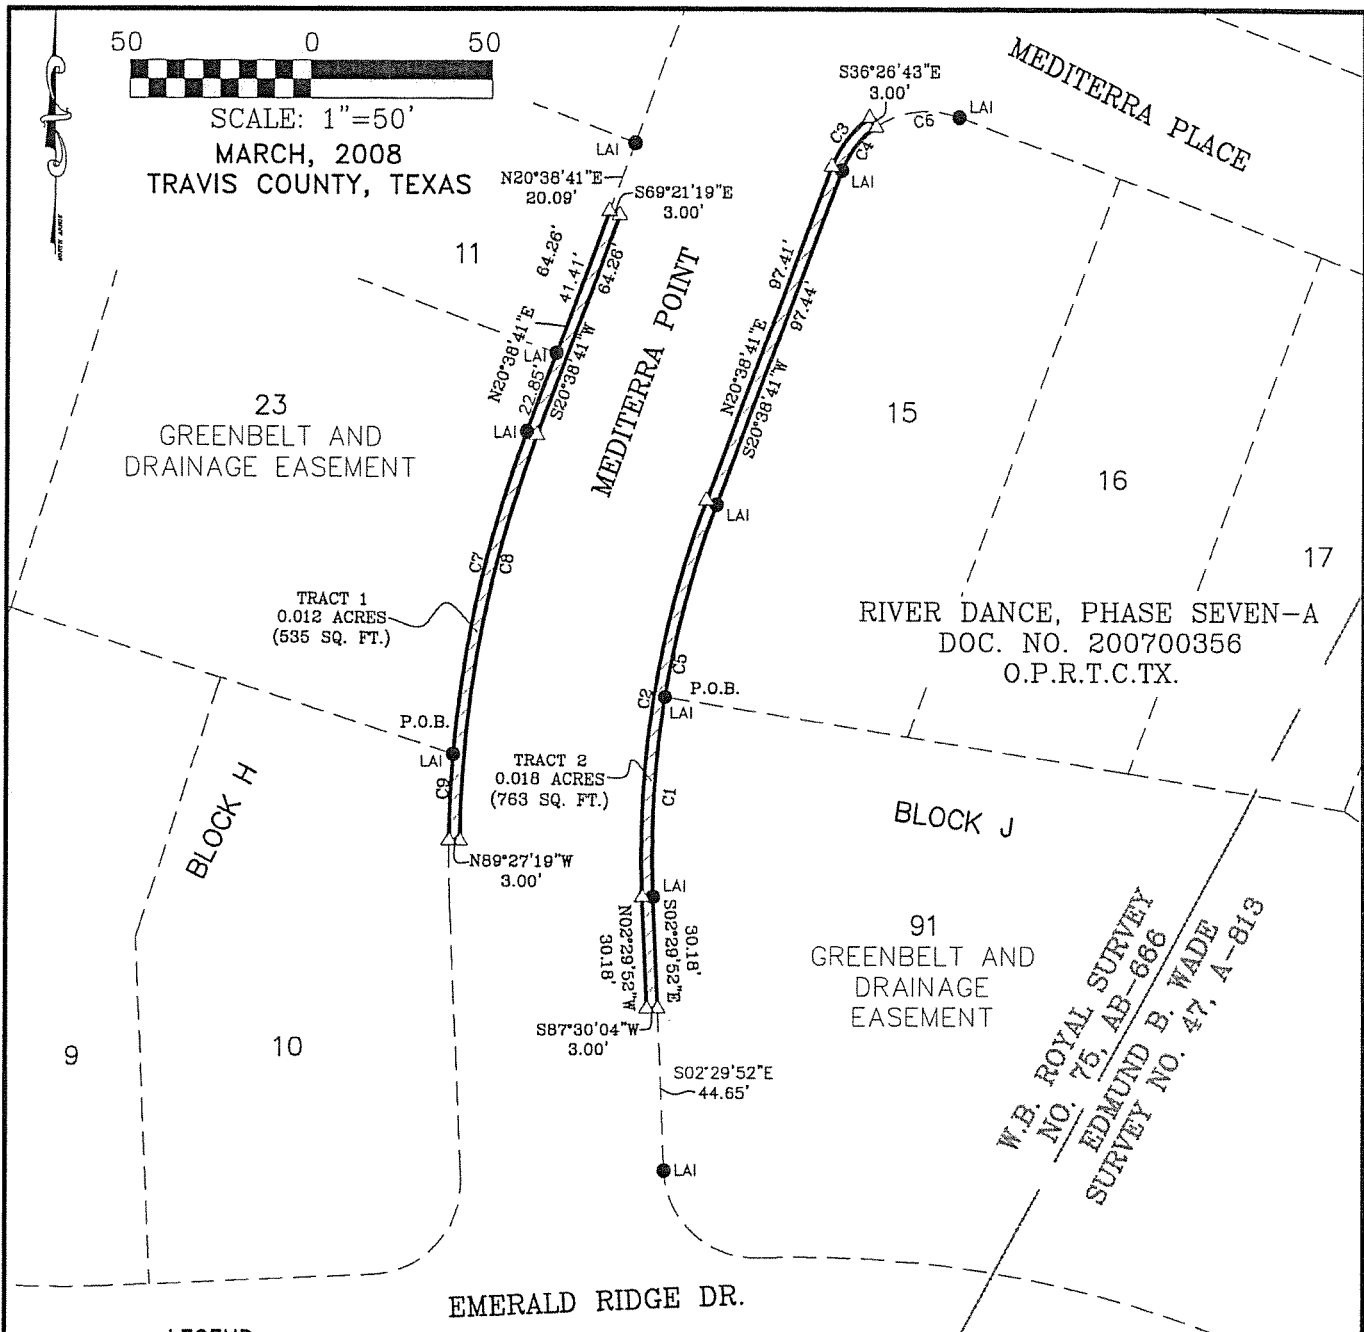 50 0 50
SCALE: 1"=50'
MARCH, 2008
TRAVIS COUNTY, TEXAS
S36°26'43"E
3.00'
MEDITERRA PLACE
C3
C4
C6
LAI
LAI
LAI
N20°38'41"E
20.09'
S69°21'19"E
3.00'
11
64.26'
41.41'
64.26'
N20°38'41"E
LAI
22.85'
S20°38'41"W
LAI
MEDITERRA POINT
97.41'
97.44'
N20°38'41"E
S20°38'41"W
LAI
15
16
17
23
GREENBELT AND
DRAINAGE EASEMENT
C7
C8
TRACT 1
0.012 ACRES
(535 SQ. FT.)
RIVER DANCE, PHASE SEVEN-A
DOC. NO. 200700356
O.P.R.T.C.TX.
C5
C2
P.O.B.
LAI
P.O.B.
LAI
C9
TRACT 2
0.018 ACRES
(763 SQ. FT.)
C1
BLOCK H
BLOCK J
N89°27'19"W
3.00'
LAI
N02°29'52"W
30.18'
S02°29'52"E
30.18'
91
GREENBELT AND
DRAINAGE
EASEMENT
S87°30'04"W
3.00'
9
10
S02°29'52"E
44.65'
LAI
W.B. ROYAL SURVEY
NO. 75, AB-666
EDMUND B. WADE
SURVEY NO. 47, A-813
EMERALD RIDGE DR.